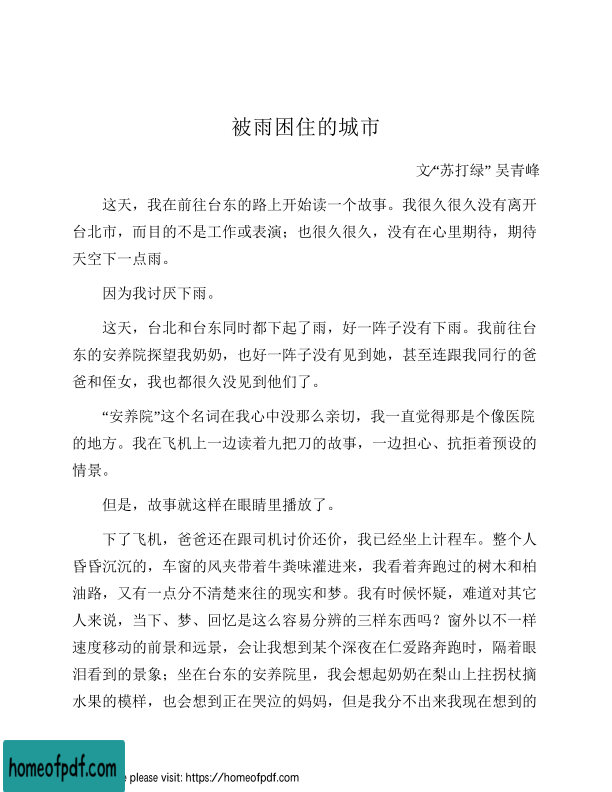 被雨困住的城市
文/“苏打绿” 吴青峰
这天，我在前往台东的路上开始读一个故事。我很久很久没有离开
台北市，而目的不是工作或表演；也很久很久，没有在心里期待，期待
天空下一点雨。
因为我讨厌下雨。
这天，台北和台东同时都下起了雨，好一阵子没有下雨。我前往台
东的安养院探望我奶奶，也好一阵子没有见到她，甚至连跟我同行的爸
爸和侄女，我也都很久没见到他们了。
“安养院”这个名词在我心中没那么亲切，我一直觉得那是个像医院
的地方。我在飞机上一边读着九把刀的故事，一边担心、抗拒着预设的
情景。
但是，故事就这样在眼睛里播放了。
下了飞机，爸爸还在跟司机讨价还价，我已经坐上计程车。整个人
昏昏沉沉的，车窗的风夹带着牛粪味灌进来，我看着奔跑过的树木和柏
油路，又有一点分不清楚来往的现实和梦。我有时候怀疑，难道对其它
人来说，当下、梦、回忆是这么容易分辨的三样东西吗？窗外以不一样
速度移动的前景和远景，会让我想到某个深夜在仁爱路奔跑时，隔着眼
泪看到的景象；坐在台东的安养院里，我会想起奶奶在梨山上拄拐杖摘
水果的模样，也会想到正在哭泣的妈妈，但是我分不出来我现在想到的
homeofpdf.com
e please visit: https://homeofpdf.com